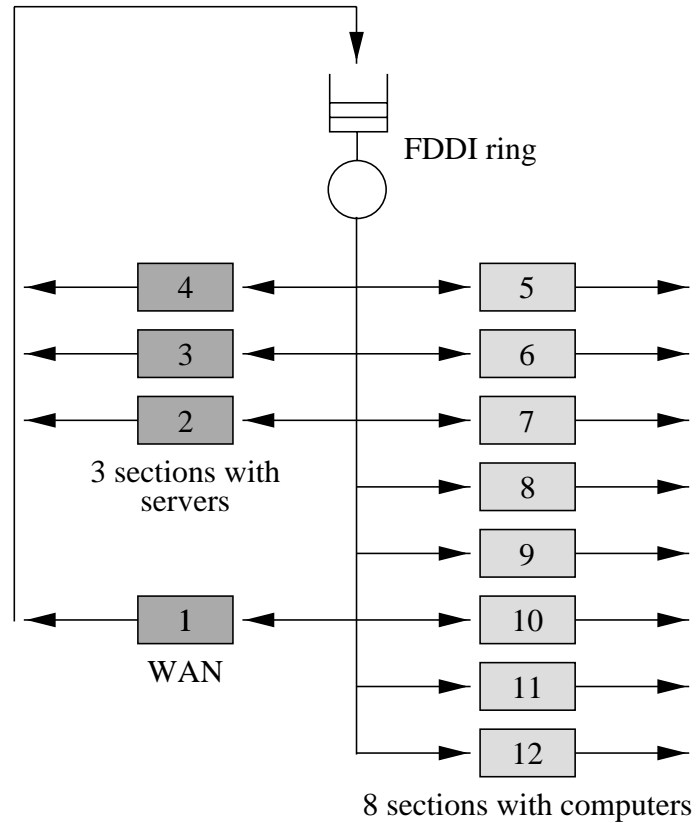 FDDI ring
4
5
3
6
2
7
3 sections with
servers
8
9
1
10
WAN
11
12
8 sections with computers